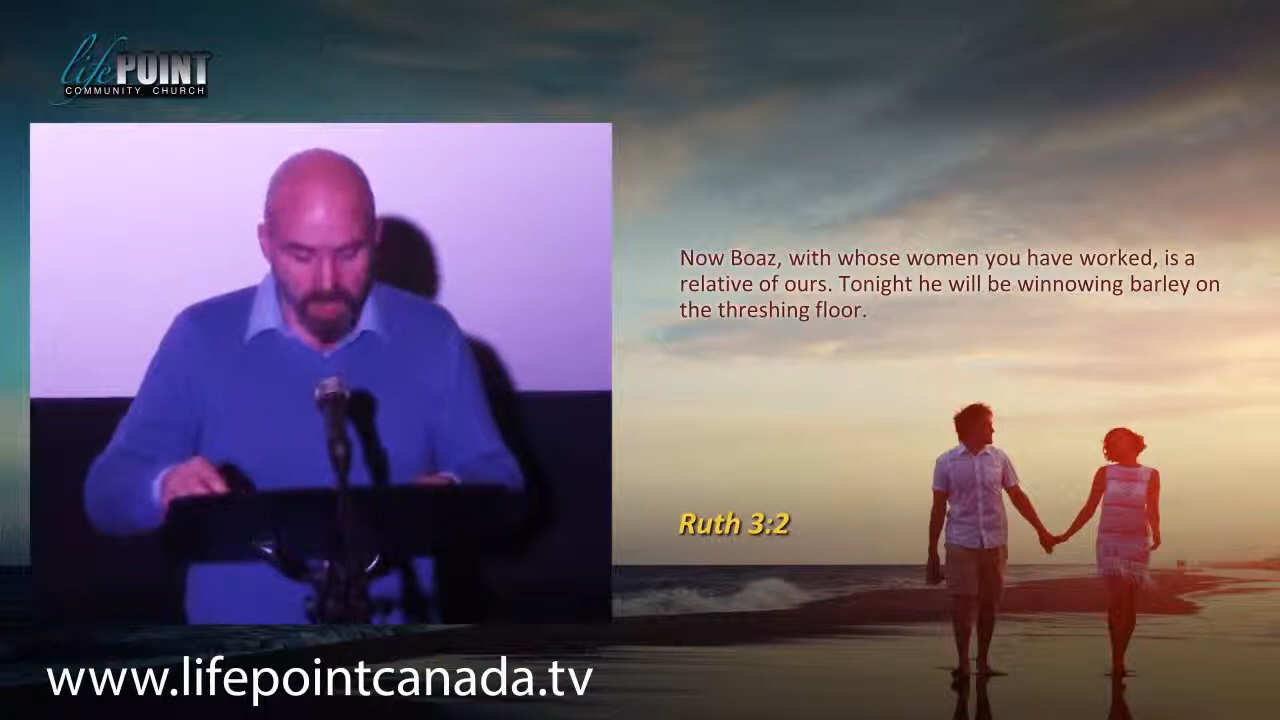 life POINT
COMMUNITY CHURCH
Now Boaz, with whose women you have worked, is a
relative of ours. Tonight he will be winnowing barley on
the threshing floor.
Ruth 3:2
www.lifepointcanada.tv